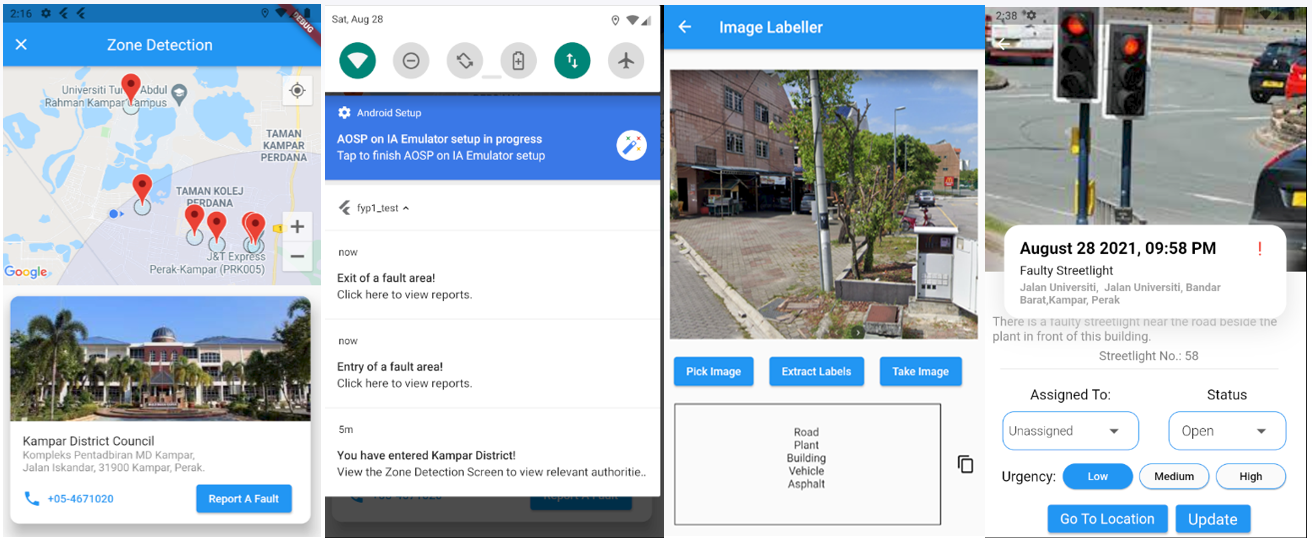 2:16
DEBUG
Zone Detection
Universiti Tun Abdul
Rahman Kampar Campus
TAMAN
KAMPAR
PERDANA
TAMAN KOLEJ
PERDANA
J&T Express
Perak-Kampar (PRK005)
Google
Kampar District Council
Kompleks Pentadbiran MD Kampar,
Jalan Iskandar, 31900 Kampar, Perak.
+05-4671020
Report A Fault
Sat, Aug 28
Android Setup
AOSP on IA Emulator setup in progress
Tap to finish AOSP on IA Emulator setup
fyp1_test
now
Exit of a fault area!
Click here to view reports.
now
Entry of a fault area!
Click here to view reports.
5m
You have entered Kampar District!
View the Zone Detection Screen to view relevant authoritie..
+05-4671020
Report A Fault
Image Labeller
Pick Image
Extract Labels
Take Image
Road
Plant
Building
Vehicle
Asphalt
2:38
August 28 2021, 09:58 PM
!
Faulty Streetlight
Jalan Universiti, Jalan Universiti, Bandar
Barat,Kampar, Perak
There is a faulty streetlight near the road beside the
plant in front of this building.
Streetlight No.: 58
Assigned To:
Status
Unassigned
Open
Urgency:
Low
Medium
High
Go To Location
Update